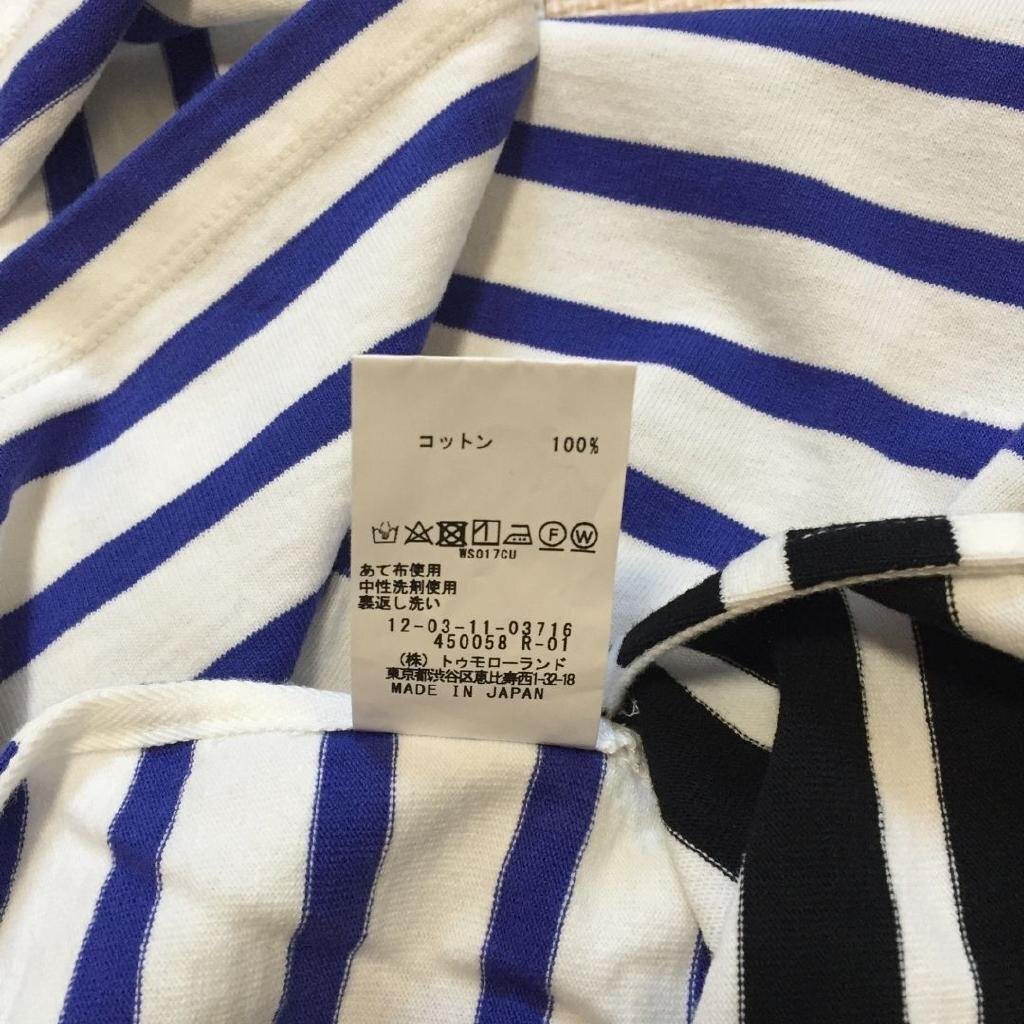 コットン 100%
F W
WS017CU
あて布使用
中性洗剤使用
裏返し洗い
12-03-11-03716
450058 R-01
(株) トゥモローランド
東京都渋谷区恵比寿西1-32-18
MADE IN JAPAN